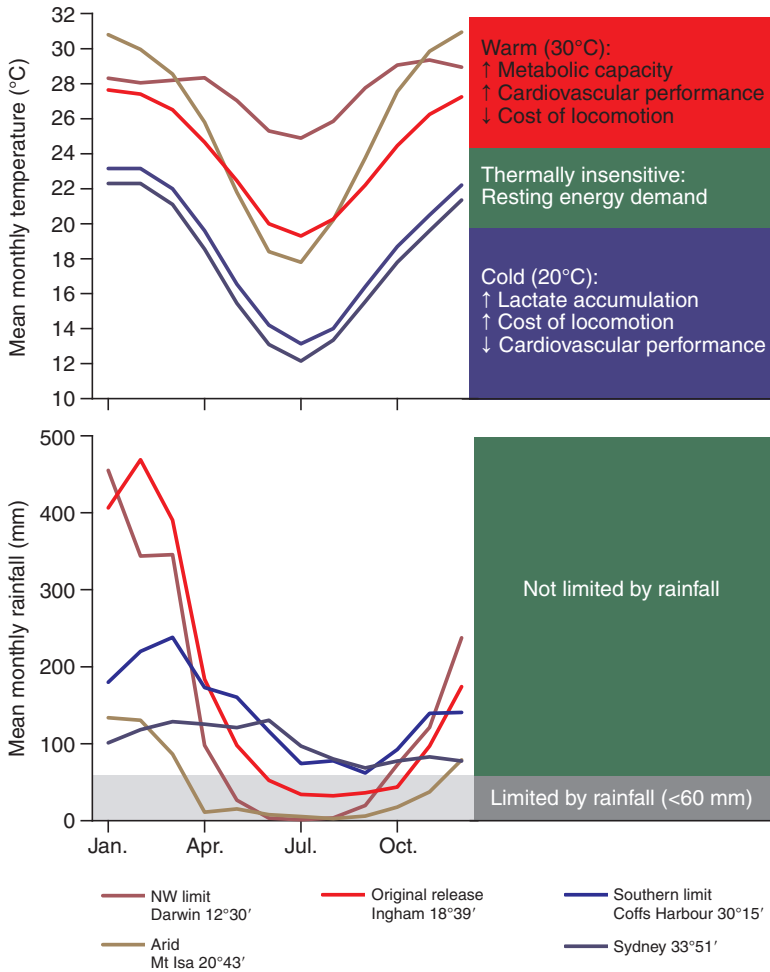 32
30
28
26
24
22
20
18
16
14
12
10
Mean monthly temperature (°C)
Warm (30°C):
↑ Metabolic capacity
↑ Cardiovascular performance
↓ Cost of locomotion
Thermally insensitive:
Resting energy demand
Cold (20°C):
↑ Lactate accumulation
↑ Cost of locomotion
↓ Cardiovascular performance
500
400
300
200
100
0
Mean monthly rainfall (mm)
Not limited by rainfall
Limited by rainfall (<60 mm)
Jan. Apr. Jul. Oct.
NW limit
Darwin 12°30′
Original release
Ingham 18°39′
Southern limit
Coffs Harbour 30°15′
Arid
Mt Isa 20°43′
Sydney 33°51′